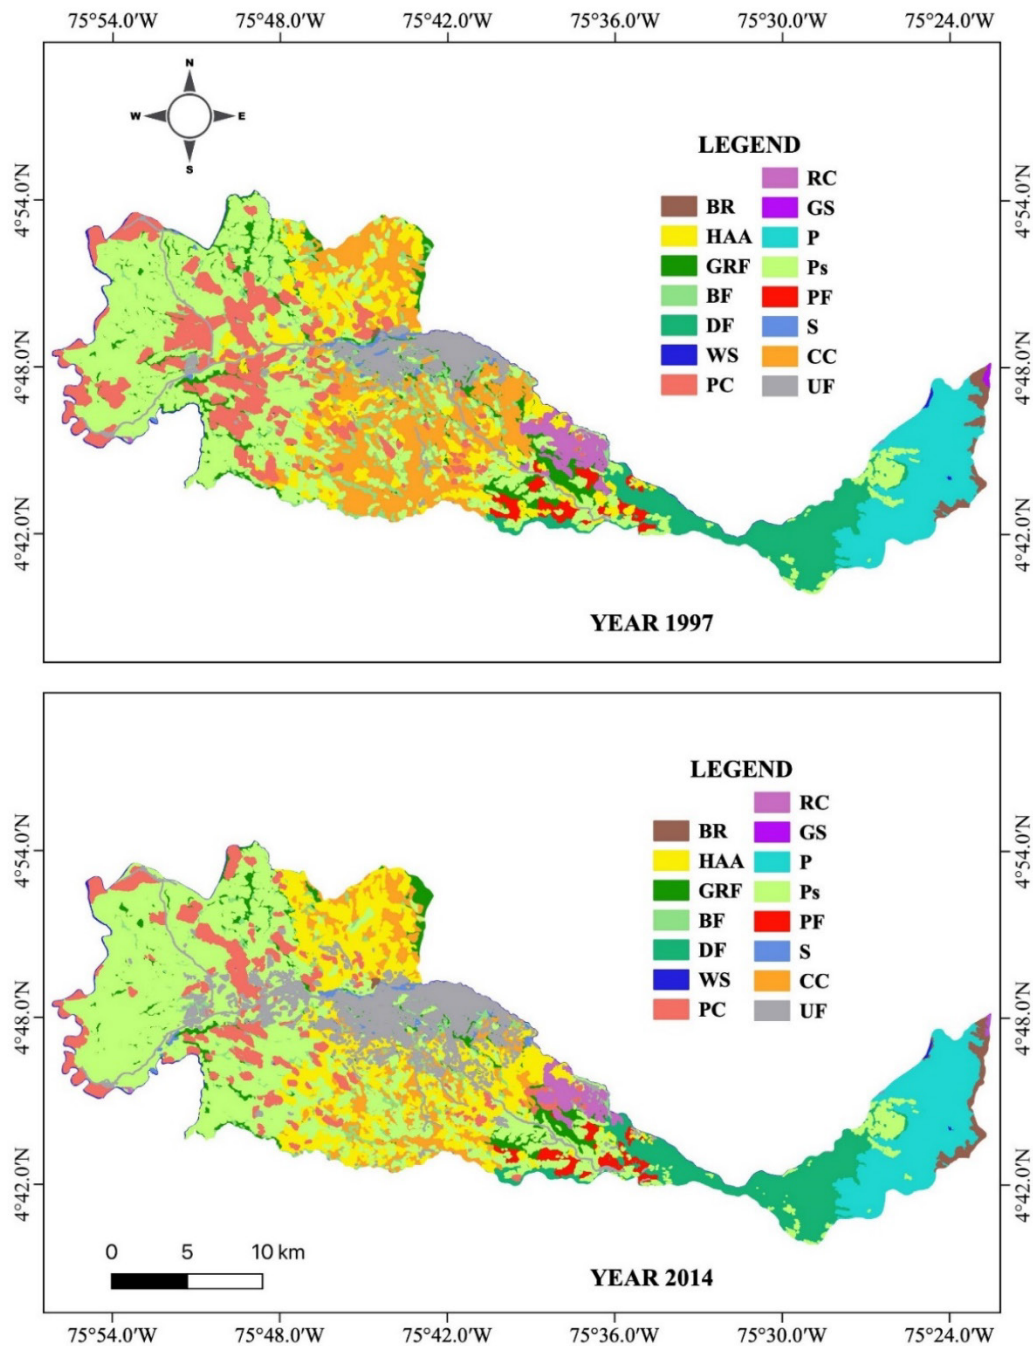 75°54.0'W 75°48.0'W 75°42.0'W 75°36.0'W 75°30.0'W 75°24.0'W
N
W E
S
4°54.0'N 4°54.0'N
4°48.0'N 4°48.0'N
4°42.0'N 4°42.0'N
LEGEND
RC
BR GS
HAA P
GRF Ps
BF PF
DF S
WS CC
PC UF
YEAR 1997
LEGEND
RC
BR GS
HAA P
GRF Ps
BF PF
DF S
WS CC
PC UF
4°54.0'N 4°54.0'N
4°48.0'N 4°48.0'N
4°42.0'N 4°42.0'N
0 5 10 km
YEAR 2014
75°54.0'W 75°48.0'W 75°42.0'W 75°36.0'W 75°30.0'W 75°24.0'W